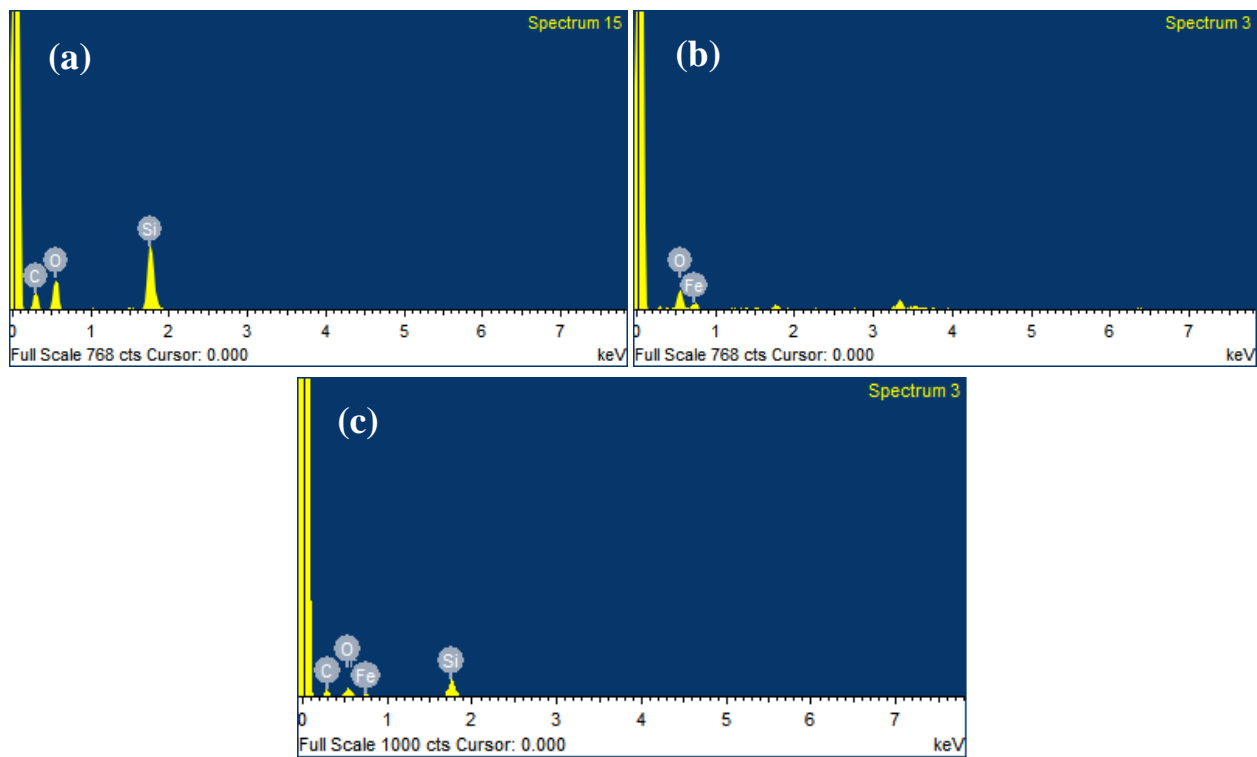 (a)
Spectrum 15
Si
O
C
0 1 2 3 4 5 6 7
Full Scale 768 cts Cursor: 0.000 keV
(b)
Spectrum 3
O
Fe
0 1 2 3 4 5 6 7
Full Scale 768 cts Cursor: 0.000 keV
(c)
Spectrum 3
O
C
Fe
Si
0 1 2 3 4 5 6 7
Full Scale 1000 cts Cursor: 0.000 keV